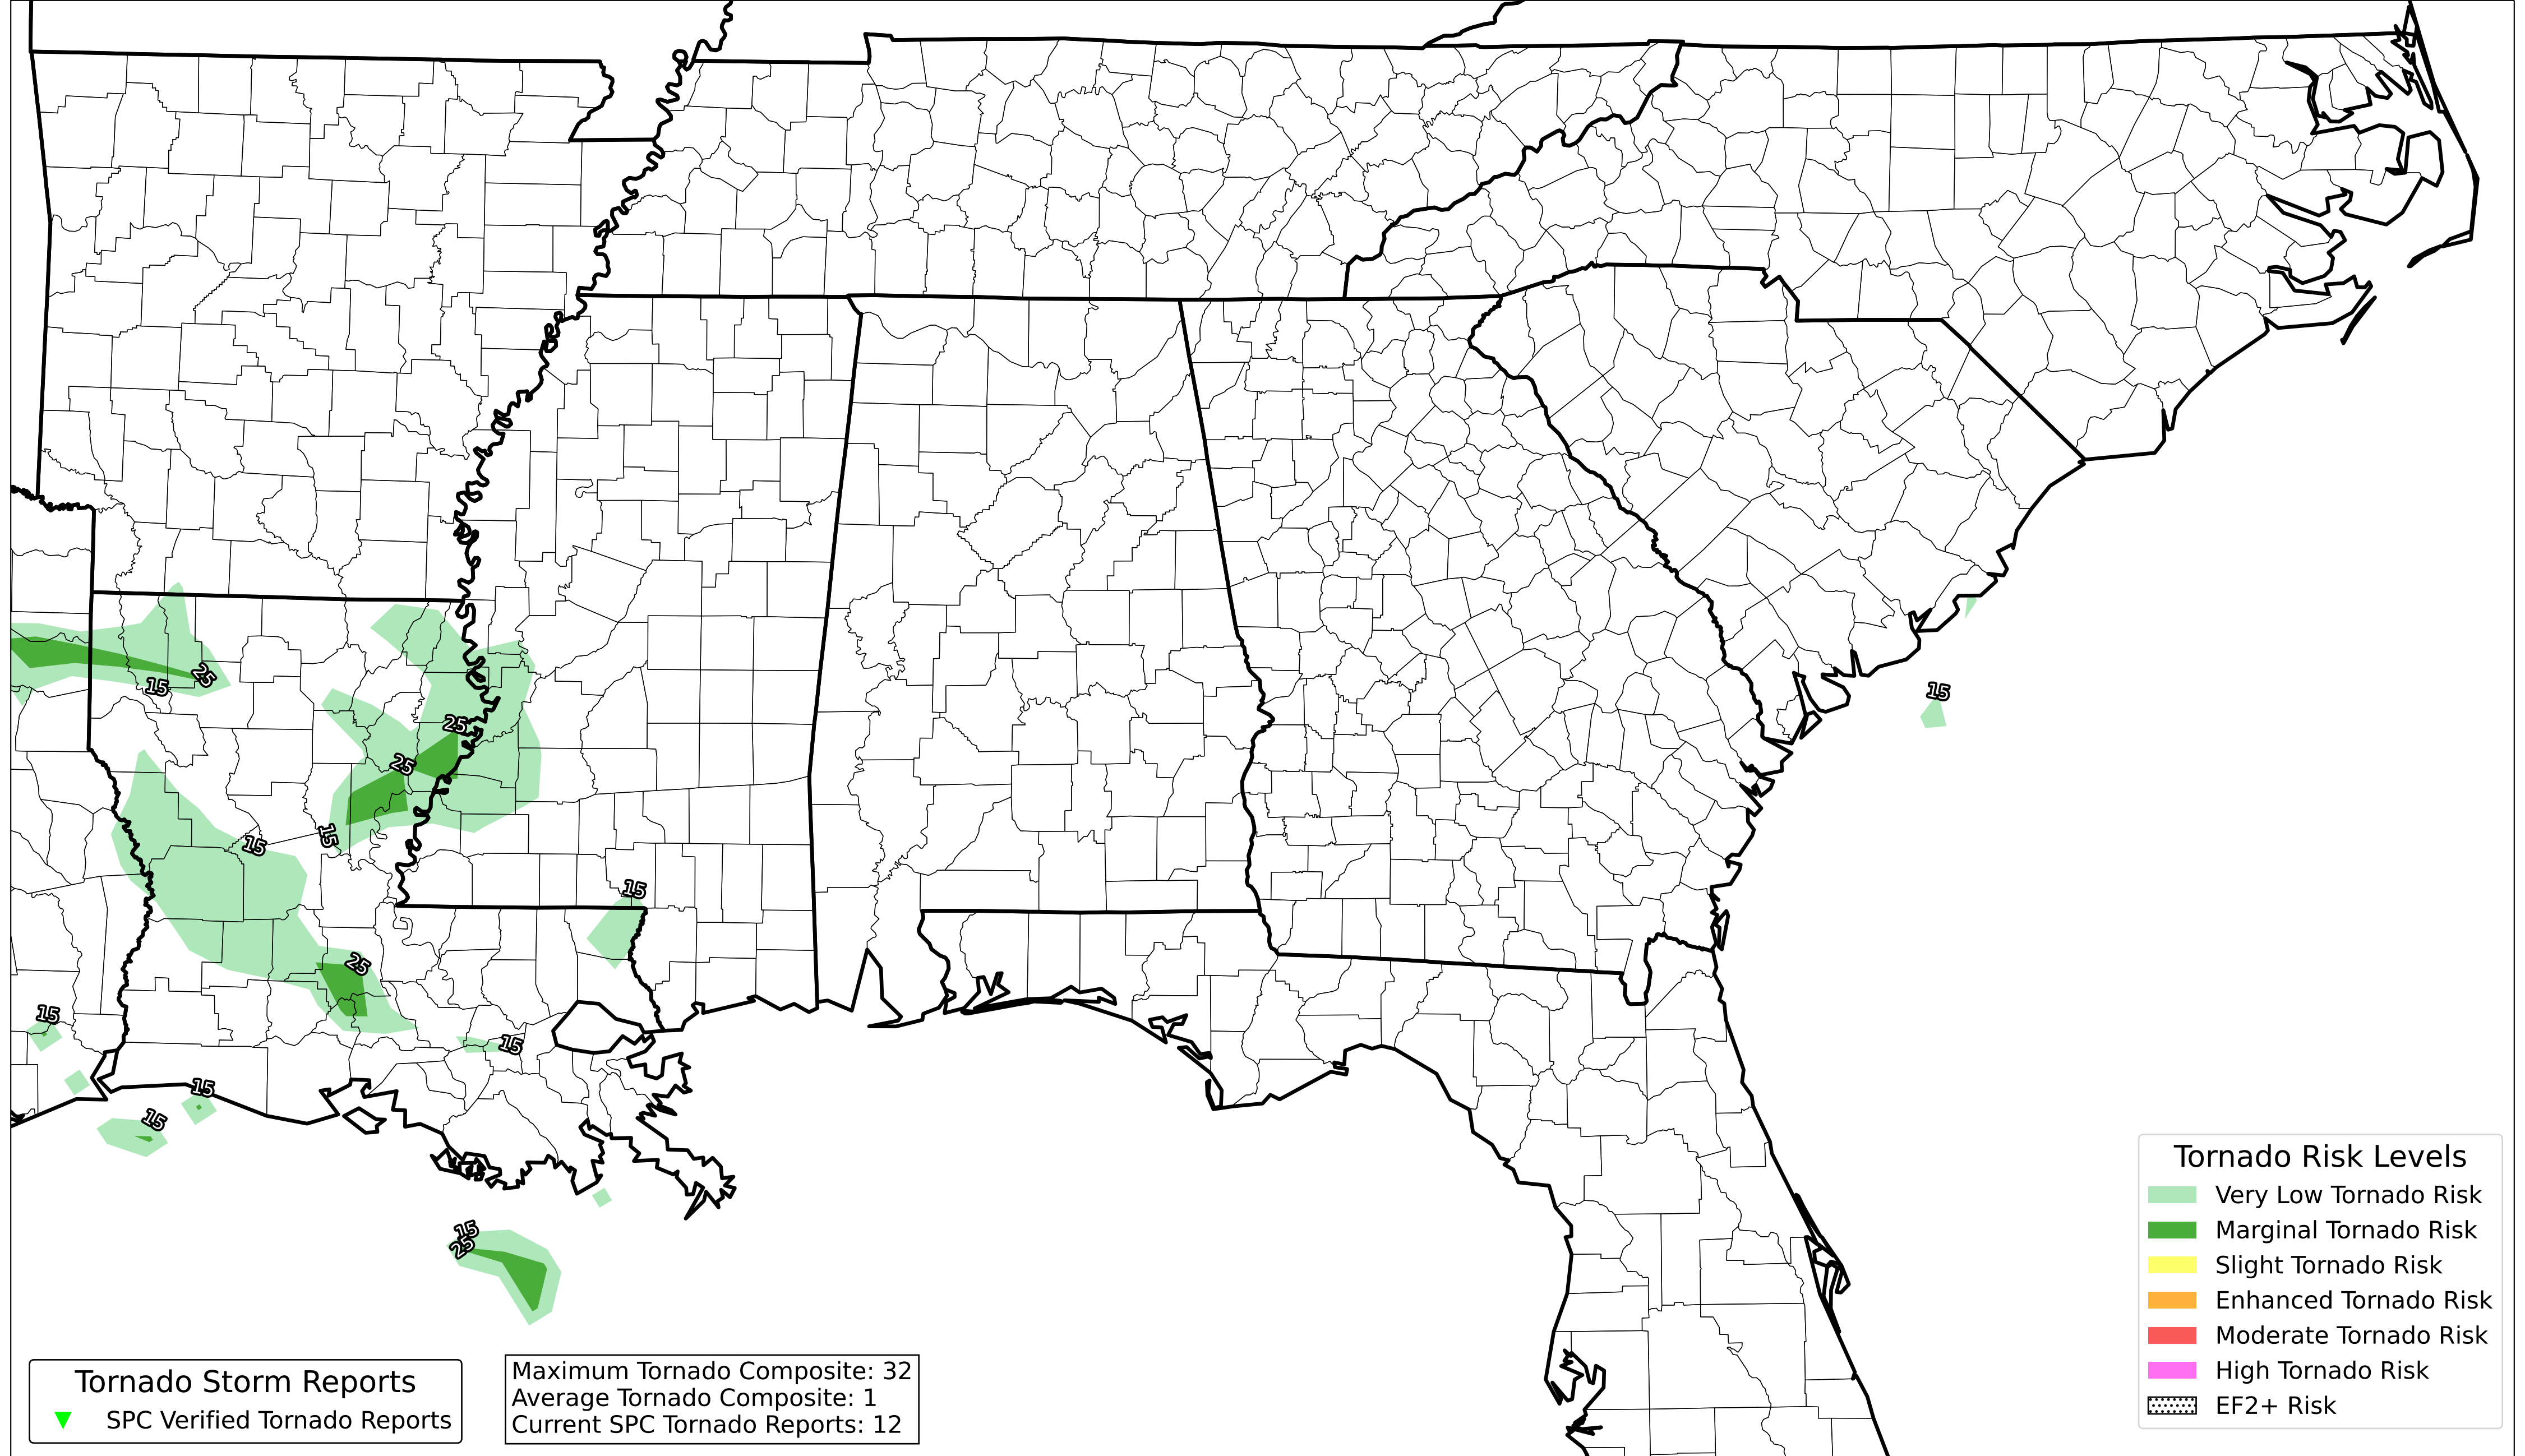 25
15
25
25
15
15
15
15
25
15
15
15
15
15
25
Tornado Storm Reports
SPC Verified Tornado Reports
Maximum Tornado Composite: 32
Average Tornado Composite: 1
Current SPC Tornado Reports: 12
Tornado Risk Levels
Very Low Tornado Risk
Marginal Tornado Risk
Slight Tornado Risk
Enhanced Tornado Risk
Moderate Tornado Risk
High Tornado Risk
EF2+ Risk